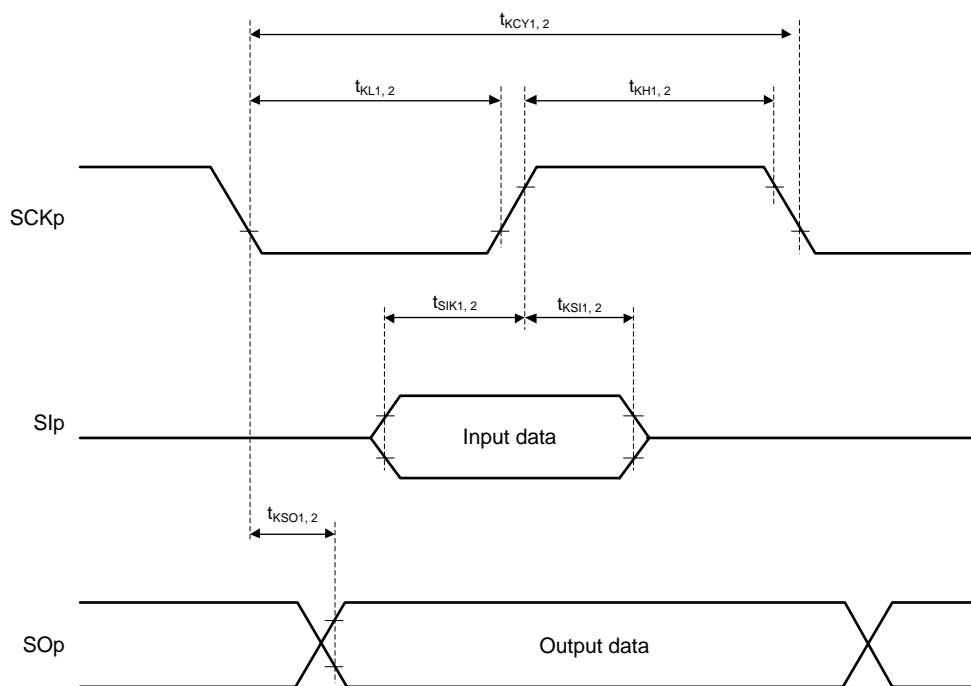 tKCY1, 2
tKL1, 2
tKH1, 2
SCKp
tSIK1, 2
tKSI1, 2
SIp
Input data
tKSO1, 2
SOp
Output data